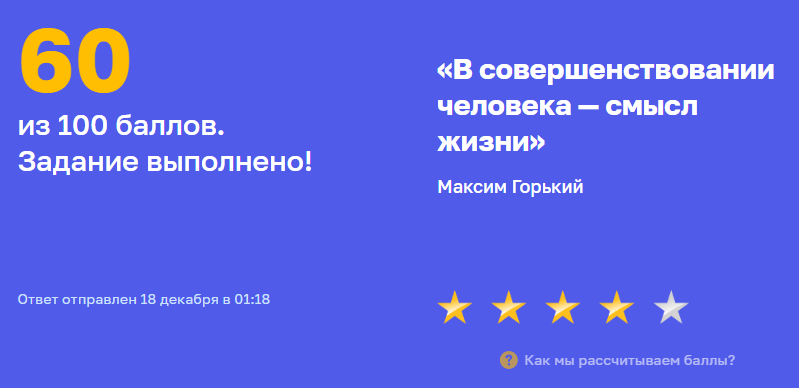 60
из 100 баллов.
Задание выполнено!
«В совершенствовании
человека — смысл
жизни»
Максим Горький
Ответ отправлен 18 декабря в 01:18
? Как мы рассчитываем баллы?